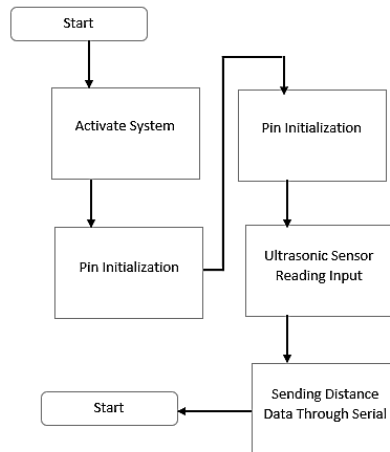 Start
Activate System
Pin Initialization
Pin Initialization
Ultrasonic Sensor
Reading Input
Sending Distance
Data Through Serial
Start